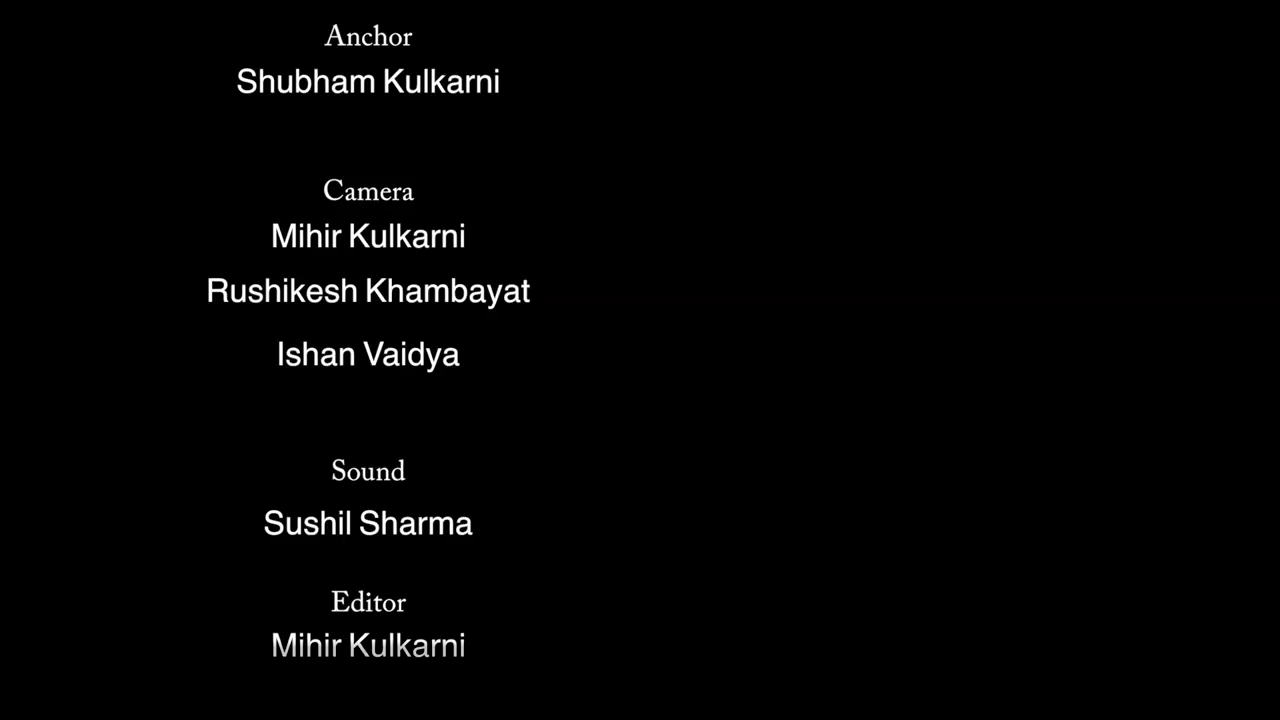 Anchor
Shubham Kulkarni
Camera
Mihir Kulkarni
Rushikesh Khambayat
Ishan Vaidya
Sound
Sushil Sharma
Editor
Mihir Kulkarni